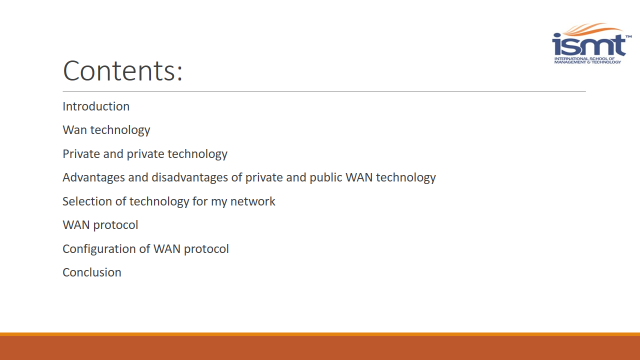 ismt™
INTERNATIONAL SCHOOL OF
MANAGEMENT & TECHNOLOGY
Contents:
Introduction
Wan technology
Private and private technology
Advantages and disadvantages of private and public WAN technology
Selection of technology for my network
WAN protocol
Configuration of WAN protocol
Conclusion